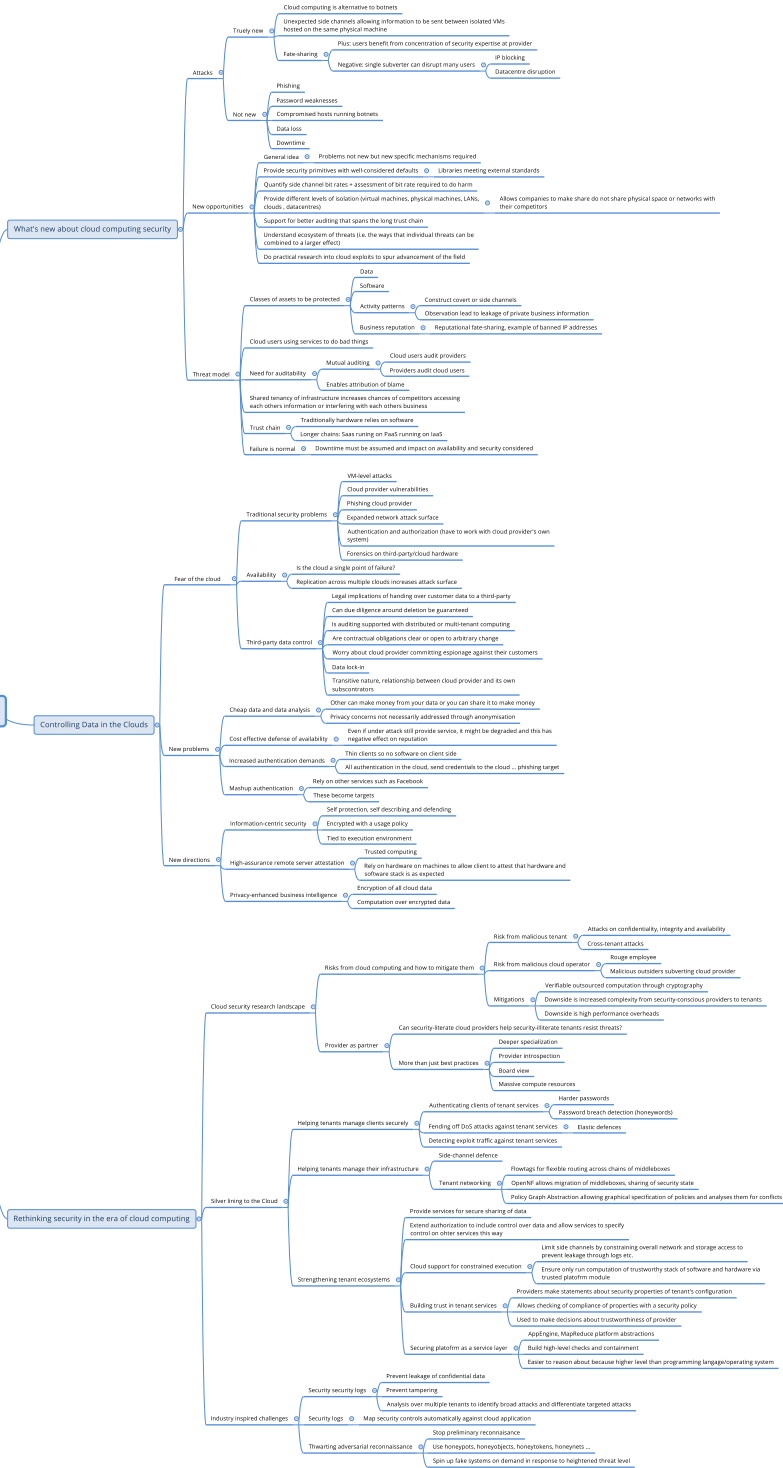 What's new about cloud computing security
Attacks
Truely new
Cloud computing is alternative to botnets
Unexpected side channels allowing information to be sent between isolated VMs
hosted on the same physical machine
Fate-sharing
Plus: users benefit from concentration of security expertise at provider
Negative: single subverter can disrupt many users
IP blocking
Datacentre disruption
Not new
Phishing
Password weaknesses
Compromised hosts running botnets
Data loss
Downtime
New opportunities
General idea
Problems not new but new specific mechanisms required
Provide security primitives with well-considered defaults
Libraries meeting external standards
Quantify side channel bit rates + assessment of bit rate required to do harm
Provide different levels of isolation (virtual machines, physical machines, LANs,
clouds , datacentres)
Allows companies to make share do not share physical space or networks with
their competitors
Support for better auditing that spans the long trust chain
Understand ecosystem of threats (i.e. the ways that individual threats can be
combined to a larger effect)
Do practical research into cloud exploits to spur advancement of the field
Threat model
Classes of assets to be protected
Data
Software
Activity patterns
Construct covert or side channels
Observation lead to leakage of private business information
Business reputation
Reputational fate-sharing, example of banned IP addresses
Cloud users using services to do bad things
Need for auditability
Mutual auditing
Cloud users audit providers
Providers audit cloud users
Enables attribution of blame
Shared tenancy of infrastructure increases chances of competitors accessing
each others information or interfering with each others business
Trust chain
Traditionally hardware relies on software
Longer chains: Saas runing on PaaS running on IaaS
Failure is normal
Downtime must be assumed and impact on availability and security considered
Controlling Data in the Clouds
Fear of the cloud
Traditional security problems
VM-level attacks
Cloud provider vulnerabilities
Phishing cloud provider
Expanded network attack surface
Authentication and authorization (have to work with cloud provider's own
system)
Forensics on third-party/cloud hardware
Availability
Is the cloud a single point of failure?
Replication across multiple clouds increases attack surface
Third-party data control
Legal implications of handing over customer data to a third-party
Can due diligence around deletion be guaranteed
Is auditing supported with distributed or multi-tenant computing
Are contractual obligations clear or open to arbitrary change
Worry about cloud provider committing espionage against their customers
Data lock-in
Transitive nature, relationship between cloud provider and its own
subscontrators
New problems
Cheap data and data analysis
Other can make money from your data or you can share it to make money
Privacy concerns not necessarily addressed through anonymisation
Cost effective defense of availability
Even if under attack still provide service, it might be degraded and this has
negative effect on reputation
Increased authentication demands
Thin clients so no software on client side
All authentication in the cloud, send credentials to the cloud ... phishing target
Mashup authentication
Rely on other services such as Facebook
These become targets
New directions
Information-centric security
Self protection, self describing and defending
Encrypted with a usage policy
Tied to execution environment
High-assurance remote server attestation
Trusted computing
Rely on hardware on machines to allow client to attest that hardware and
software stack is as expected
Privacy-enhanced business intelligence
Encryption of all cloud data
Computation over encrypted data
Rethinking security in the era of cloud computing
Cloud security research landscape
Risks from cloud computing and how to mitigate them
Risk from malicious tenant
Attacks on confidentiality, integrity and availability
Cross-tenant attacks
Risk from malicious cloud operator
Rouge employee
Malicious outsiders subverting cloud provider
Mitigations
Verifiable outsourced computation through cryptography
Downside is increased complexity from security-conscious providers to tenants
Downside is high performance overheads
Provider as partner
Can security-literate cloud providers help security-illiterate tenants resist threats?
More than just best practices
Deeper specialization
Provider introspection
Board view
Massive compute resources
Silver lining to the Cloud
Helping tenants manage clients securely
Authenticating clients of tenant services
Harder passwords
Password breach detection (honeywords)
Fending off DoS attacks against tenant services
Elastic defences
Detecting exploit traffic against tenant services
Helping tenants manage their infrastructure
Side-channel defence
Tenant networking
Flowtags for flexible routing across chains of middleboxes
OpenNF allows migration of middleboxes, sharing of security state
Policy Graph Abstraction allowing graphical specification of policies and analyses them for conflicts
Strengthening tenant ecosystems
Provide services for secure sharing of data
Extend authorization to include control over data and allow services to specify
control on ohter services this way
Cloud support for constrained execution
Limit side channels by constraining overall network and storage access to
prevent leakage through logs etc.
Ensure only run computation of trustworthy stack of software and hardware via
trusted platofrm module
Building trust in tenant services
Providers make statements about security properties of tenant's configuration
Allows checking of compliance of properties with a security policy
Used to make decisions about trustworthiness of provider
Securing platofrm as a service layer
AppEngine, MapReduce platform abstractions
Build high-level checks and containment
Easier to reason about because higher level than programming langage/operating system
Industry inspired challenges
Security security logs
Prevent leakage of confidential data
Prevent tampering
Analysis over multiple tenants to identify broad attacks and differentiate targeted attacks
Security logs
Map security controls automatically against cloud application
Thwarting adversarial reconnaissance
Stop preliminary reconnaisance
Use honeypots, honeyobjects, honeytokens, honeynets ...
Spin up fake systems on demand in response to heightened threat level